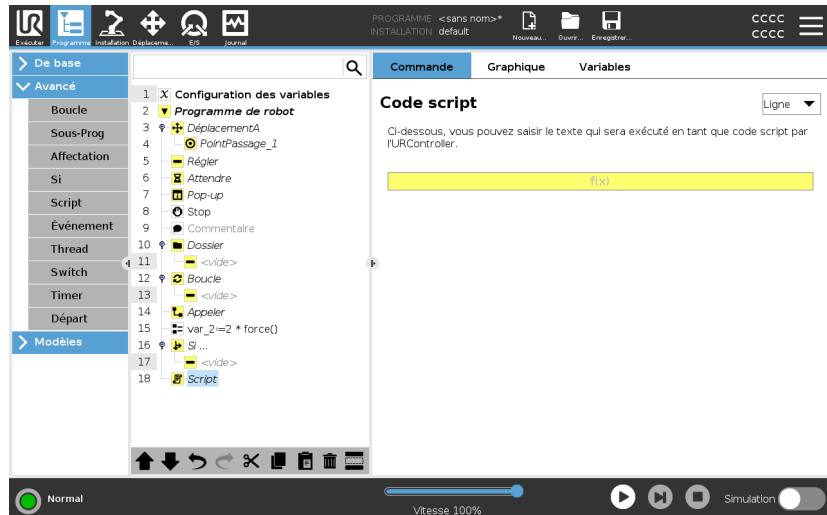 PROGRAMME <sans nom>*
INSTALLATION default
cccc
cccc
Exécuter Programme Installation Déplaceme... E/S Journal Nouveau... Ouvrir... Enregistrer...
De base
Avancé
Boucle
Sous-Prog
Affectation
Si
Script
Événement
Thread
Switch
Timer
Départ
Modèles
1 X Configuration des variables
2 Programme de robot
3 DéplacementA
4 PointPassage_1
5 Régler
6 Attendre
7 Pop-up
8 Stop
9 Commentaire
10 Dossier
11 <vide>
12 Boucle
13 <vide>
14 Appeler
15 var_2≔2 * force()
16 Si ...
17 <vide>
18 Script
Commande Graphique Variables
Code script
Ligne
Ci-dessous, vous pouvez saisir le texte qui sera exécuté en tant que code script par
l'URController.
f(x)
Normal
Vitesse 100%
Simulation